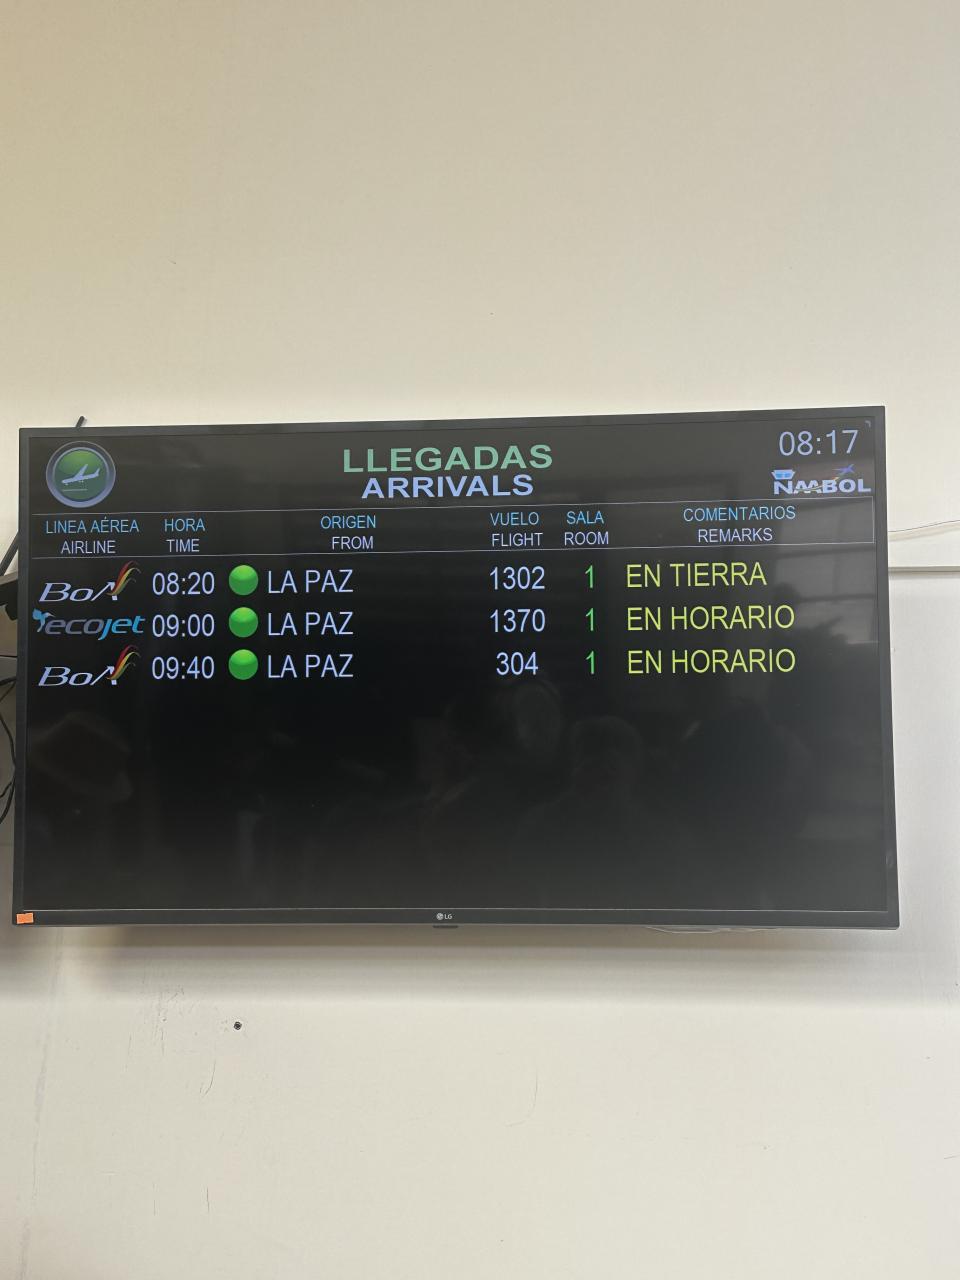 LLEGADAS
ARRIVALS
08:17
NAABOL
LINEA AÉREA HORA ORIGEN VUELO SALA COMENTARIOS
AIRLINE TIME FROM FLIGHT ROOM REMARKS
BoA 08:20 LA PAZ 1302 1 EN TIERRA
ecojet 09:00 LA PAZ 1370 1 EN HORARIO
BoA 09:40 LA PAZ 304 1 EN HORARIO
LG